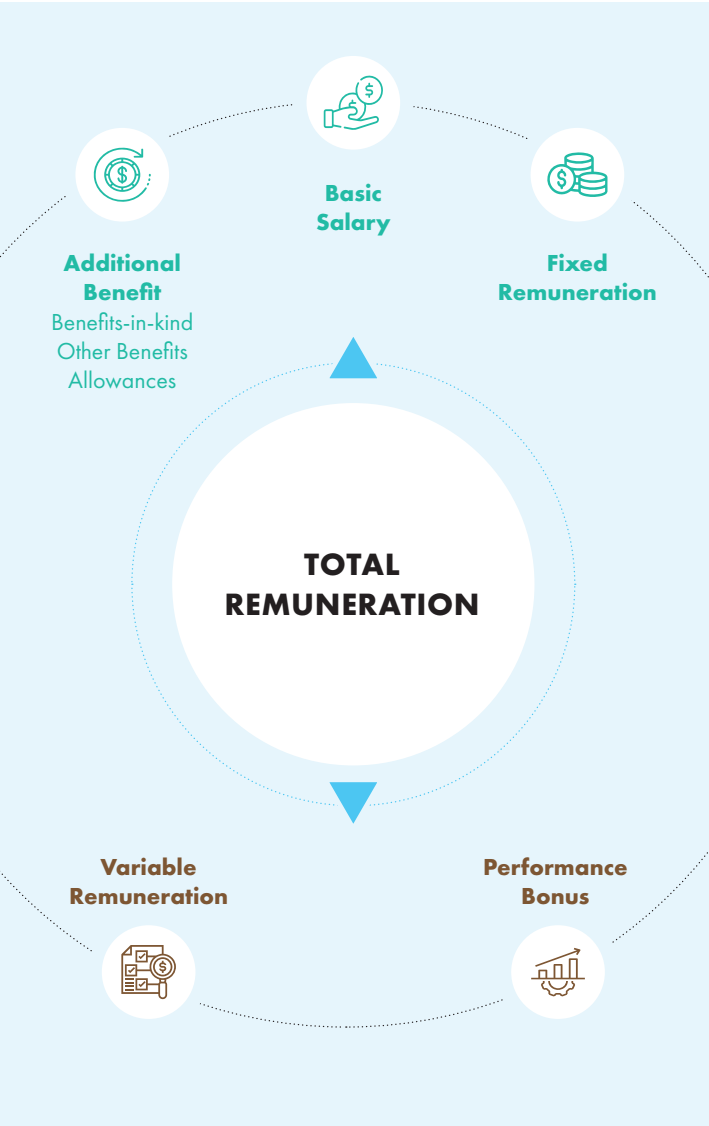 Basic
Salary
Additional
Benefit
Benefits-in-kind
Other Benefits
Allowances
Fixed
Remuneration
TOTAL
REMUNERATION
Variable
Remuneration
Performance
Bonus